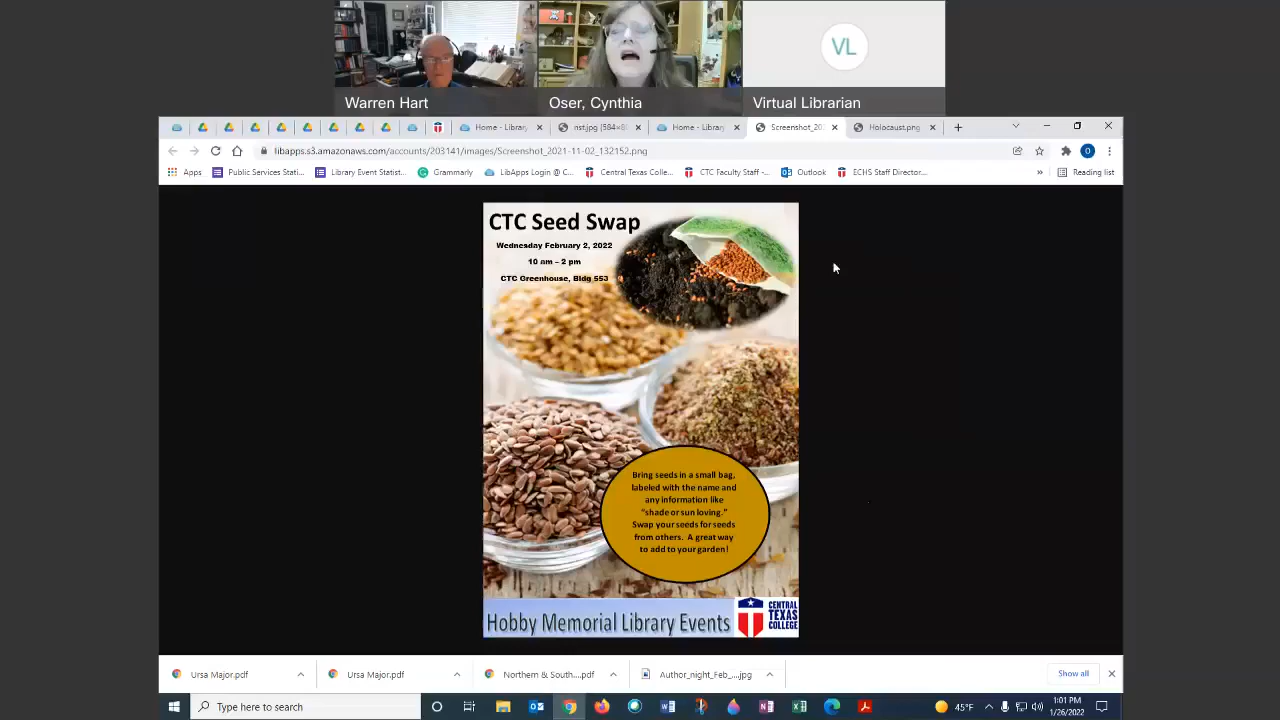 VL
Warren Hart
Oser, Cynthia
Virtual Librarian
Home - Library
nst.jpg (584×8
Home - Library
Screenshot_20
Holocaust.png
libapps.s3.amazonaws.com/accounts/203141/images/Screenshot_2021-11-02_132152.png
O
Apps
Public Services Stati...
Library Event Statist...
Grammarly
LibApps Login @ C...
Central Texas Colle...
CTC Faculty Staff -...
Outlook
ECHS Staff Director...
»
Reading list
CTC Seed Swap
Wednesday February 2, 2022
10 am – 2 pm
CTC Greenhouse, Bldg 553
Bring seeds in a small bag,
labeled with the name and
any information like
“shade or sun loving.”
Swap your seeds for seeds
from others. A great way
to add to your garden!
Hobby Memorial Library Events
CENTRAL
TEXAS
COLLEGE
Ursa Major.pdf
Ursa Major.pdf
Northern & South....pdf
Author_night_Feb_...jpg
Show all
Type here to search
45°F
1:01 PM
1/26/2022